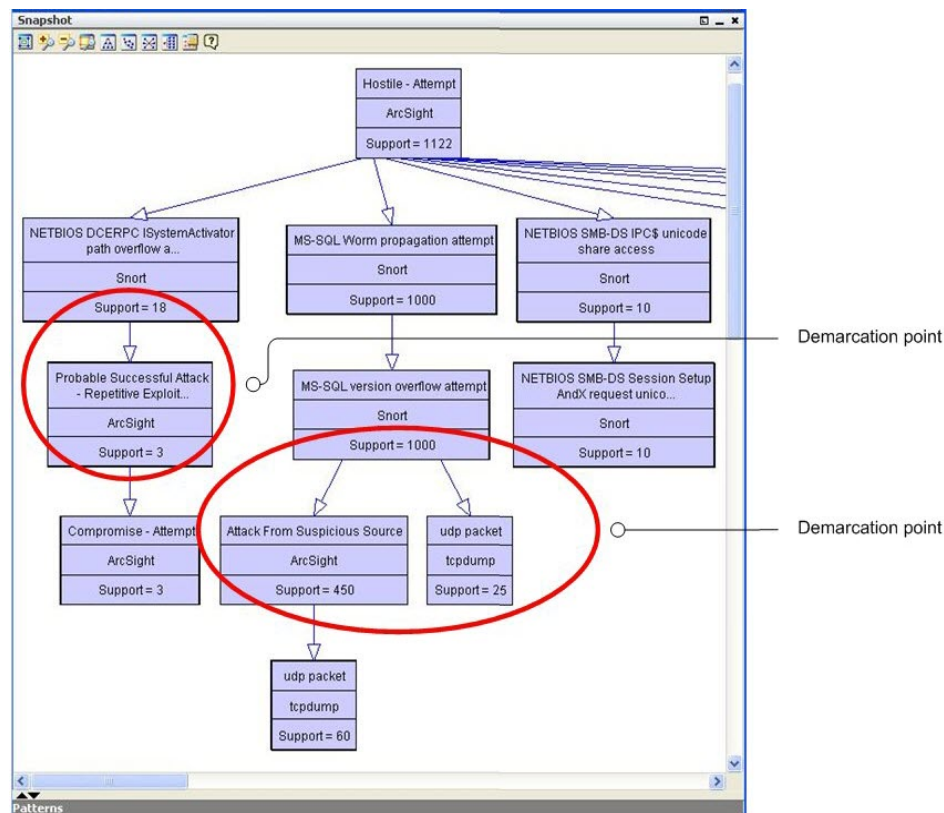 Snapshot
Hostile - Attempt
ArcSight
Support = 1122
NETBIOS DCERPC ISystemActivator
path overflow a...
Snort
Support = 18
MS-SQL Worm propagation attempt
Snort
Support = 1000
NETBIOS SMB-DS IPC$ unicode
share access
Snort
Support = 10
Demarcation point
Probable Successful Attack
- Repetitive Exploit...
ArcSight
Support = 3
MS-SQL version overflow attempt
Snort
Support = 1000
NETBIOS SMB-DS Session Setup
AndX request unico...
Snort
Support = 10
Compromise - Attempt
ArcSight
Support = 3
Attack From Suspicious Source
ArcSight
Support = 450
udp packet
tcpdump
Support = 25
Demarcation point
udp packet
tcpdump
Support = 60
Patterns